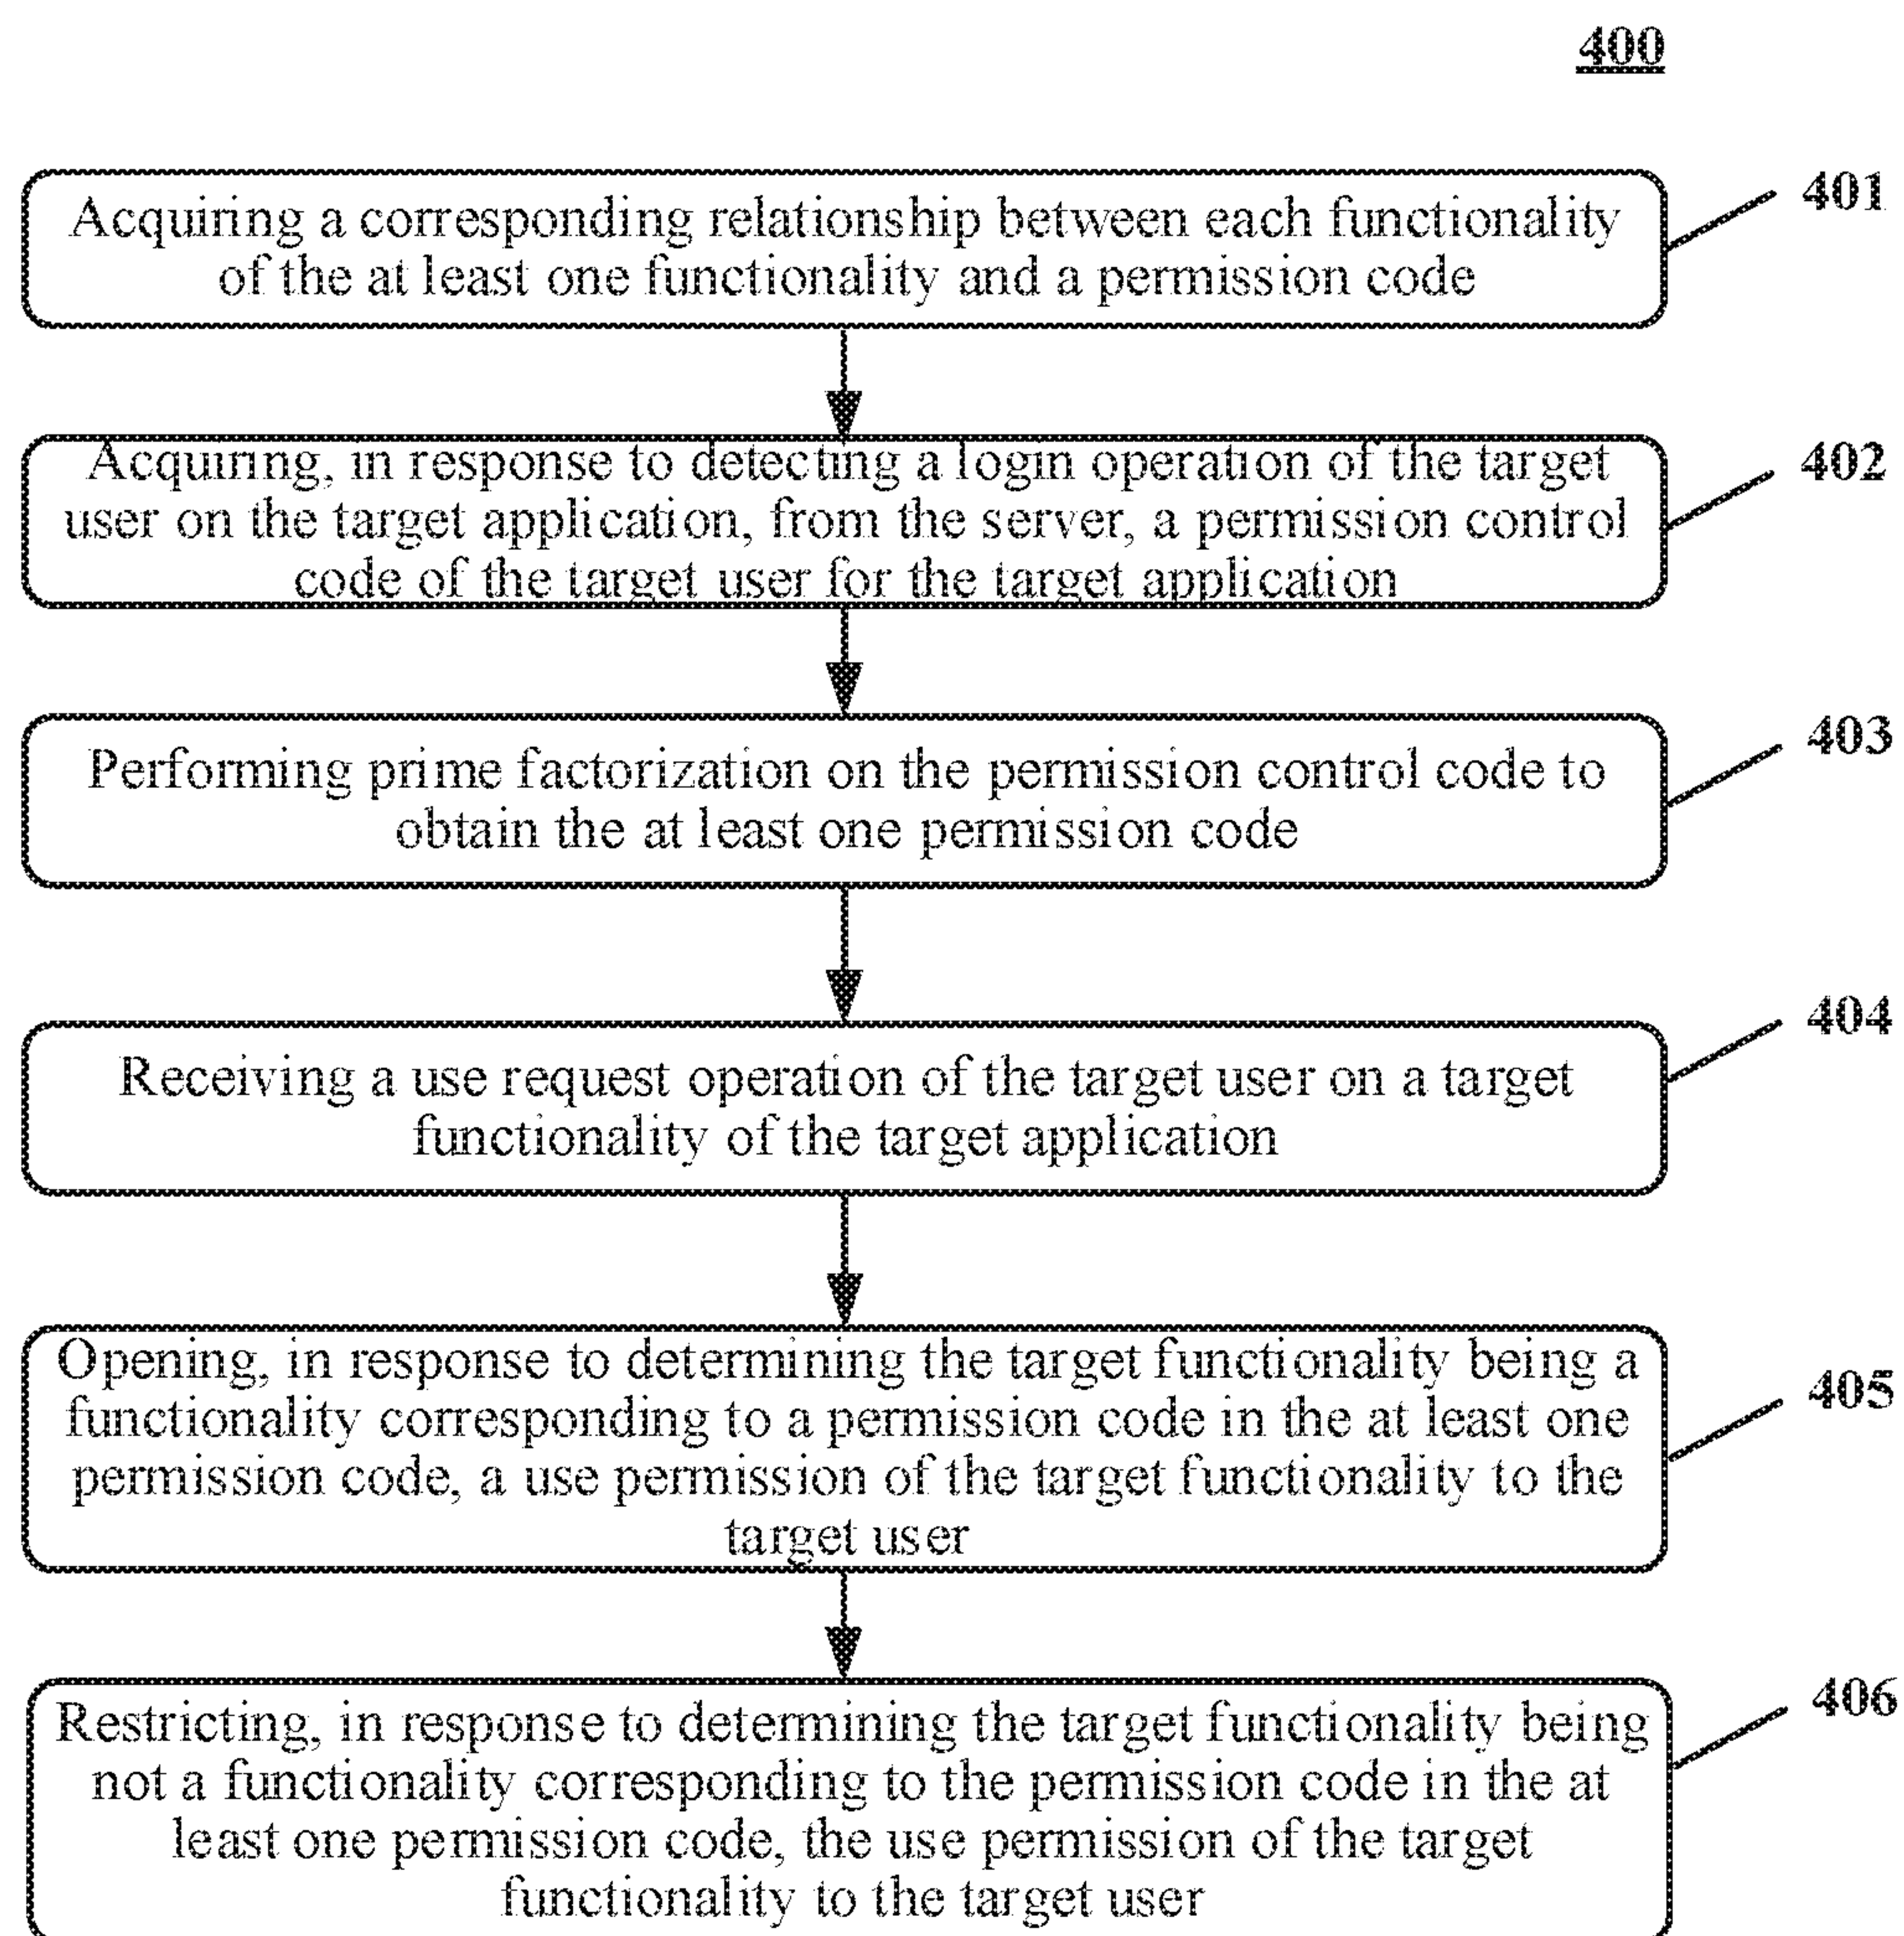 400
401
Acquiring a corresponding relationship between each functionality
of the at least one functionality and a permission code
402
Acquiring, in response to detecting a login operation of the target
user on the target application, from the server, a permission control
code of the target user for the target application
403
Performing prime factorization on the permission control code to
obtain the at least one permission code
404
Receiving a use request operation of the target user on a target
functionality of the target application
405
Opening, in response to determining the target functionality being a
functionality corresponding to a permission code in the at least one
permission code, a use permission of the target functionality to the
target user
406
Restricting, in response to determining the target functionality being
not a functionality corresponding to the permission code in the at
least one permission code, the use permission of the target
functionality to the target user